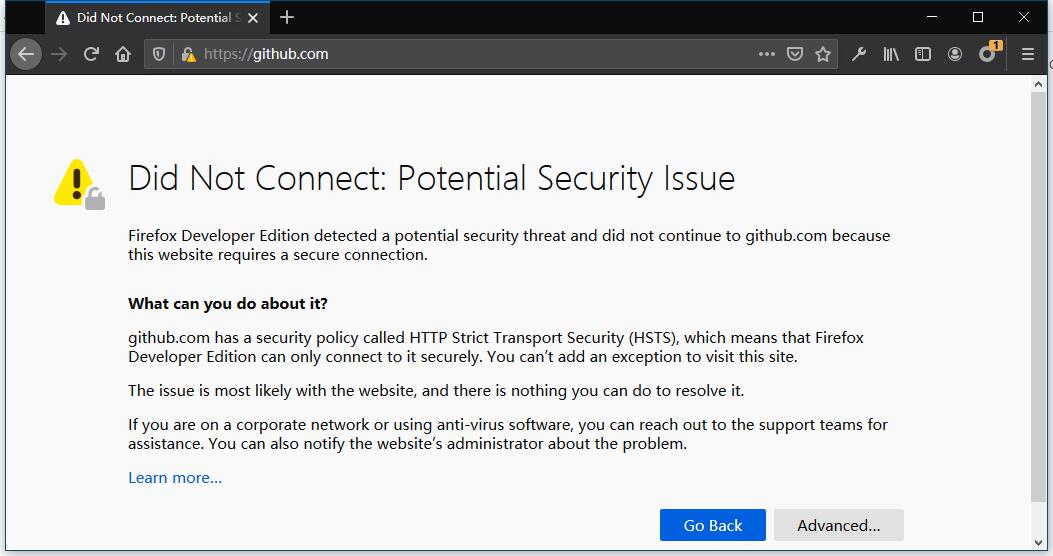 Did Not Connect: Potential S
https://github.com
1
Did Not Connect: Potential Security Issue
Firefox Developer Edition detected a potential security threat and did not continue to github.com because
this website requires a secure connection.
What can you do about it?
github.com has a security policy called HTTP Strict Transport Security (HSTS), which means that Firefox
Developer Edition can only connect to it securely. You can’t add an exception to visit this site.
The issue is most likely with the website, and there is nothing you can do to resolve it.
If you are on a corporate network or using anti-virus software, you can reach out to the support teams for
assistance. You can also notify the website’s administrator about the problem.
Learn more…
Go Back
Advanced...